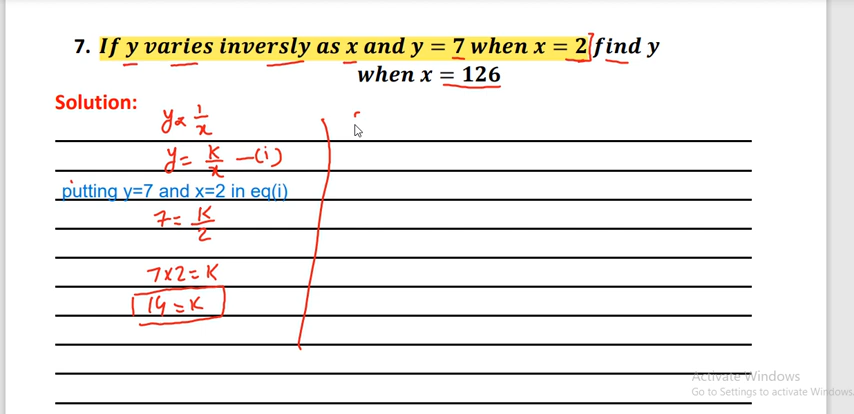 7. If y varies inversly as x and y = 7 when x = 2 find y
when x = 126
Solution:
y ∝ 1/x
y = K/x —(i)
putting y=7 and x=2 in eq(i)
7 = K/2
7×2 = K
14 = K
Activate Windows
Go to Settings to activate Windows.